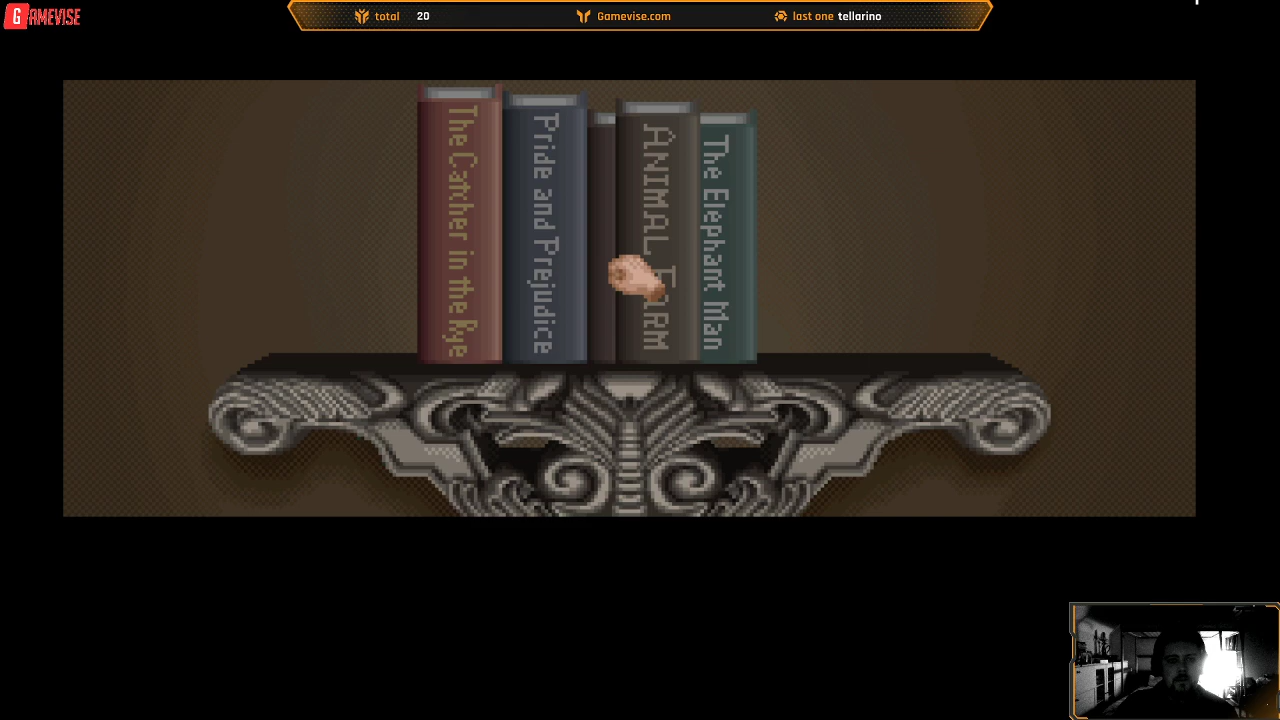 GAMEVISE
total 20
Gamevise.com
last one tellarino
The Catcher in the Rye
Pride and Prejudice
ANIMAL FARM
The Elephant Man